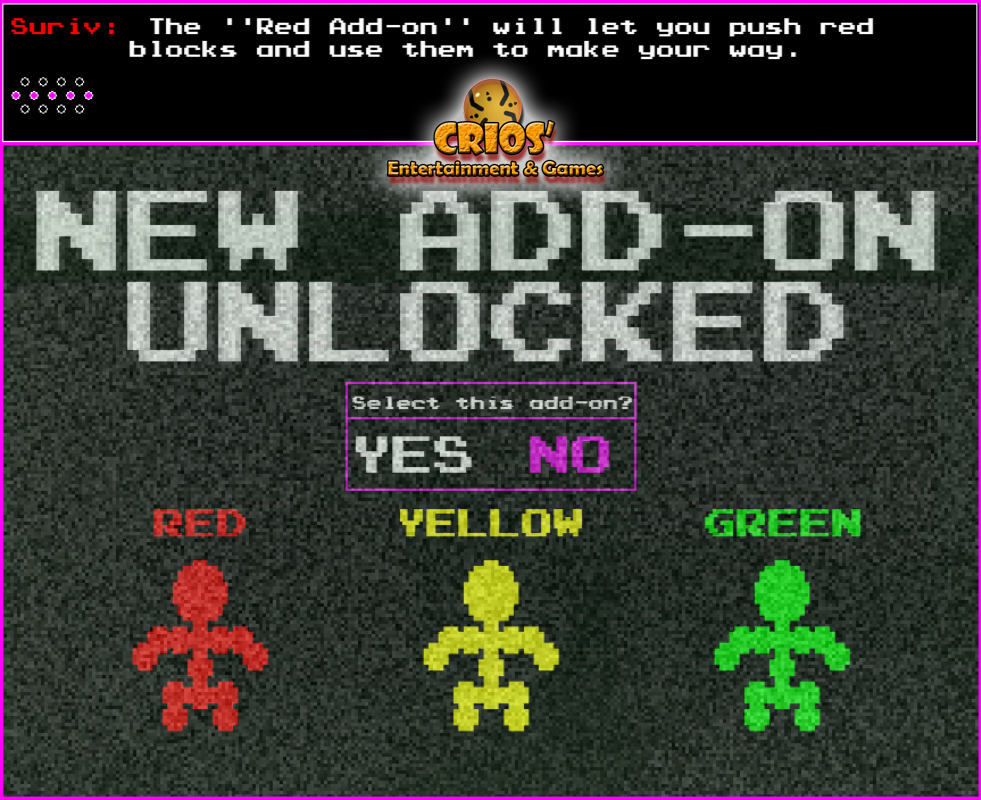 Suriv: The ''Red Add-on'' will let you push red
blocks and use them to make your way.
CRIOS'
Entertainment & Games
NEW ADD-ON
UNLOCKED
Select this add-on?
YES NO
RED YELLOW GREEN